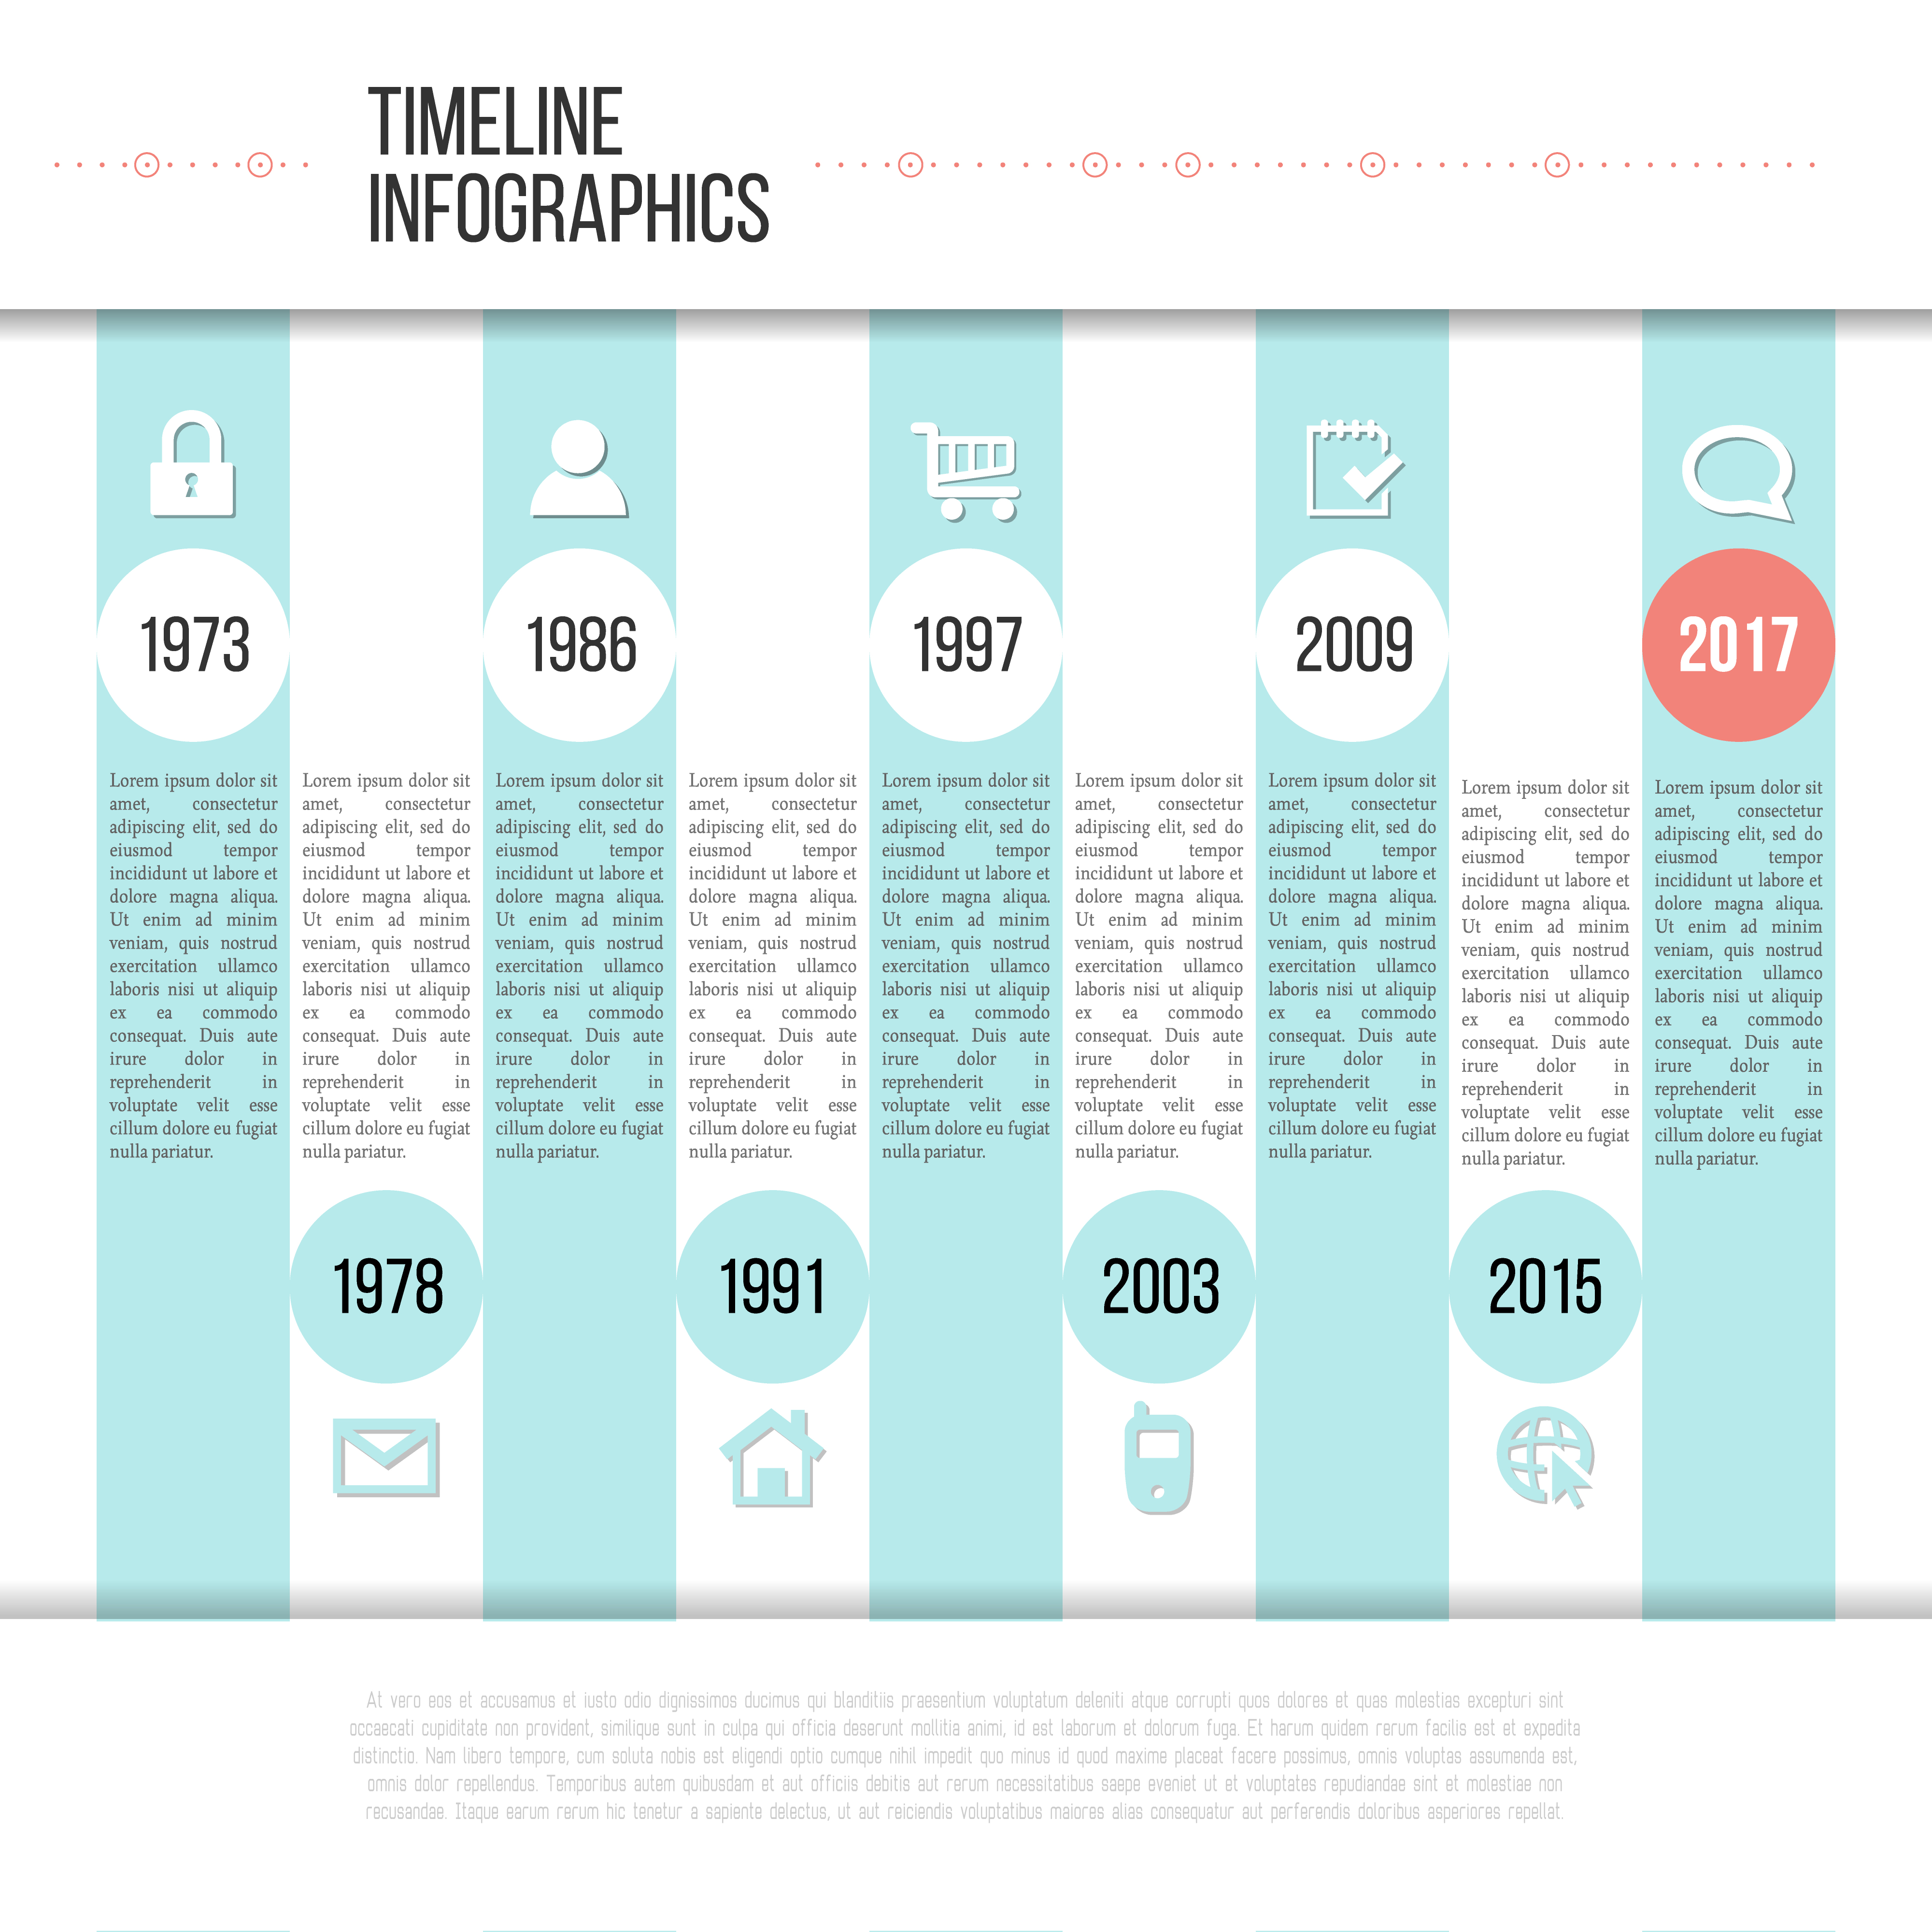 TIMELINE
INFOGRAPHICS
1973
Lorem ipsum dolor sit
amet, consectetur
adipiscing elit, sed do
eiusmod tempor
incididunt ut labore et
dolore magna aliqua.
Ut enim ad minim
veniam, quis nostrud
exercitation ullamco
laboris nisi ut aliquip
ex ea commodo
consequat. Duis aute
irure dolor in
reprehenderit in
voluptate velit esse
cillum dolore eu fugiat
nulla pariatur.
Lorem ipsum dolor sit
amet, consectetur
adipiscing elit, sed do
eiusmod tempor
incididunt ut labore et
dolore magna aliqua.
Ut enim ad minim
veniam, quis nostrud
exercitation ullamco
laboris nisi ut aliquip
ex ea commodo
consequat. Duis aute
irure dolor in
reprehenderit in
voluptate velit esse
cillum dolore eu fugiat
nulla pariatur.
1978
1986
Lorem ipsum dolor sit
amet, consectetur
adipiscing elit, sed do
eiusmod tempor
incididunt ut labore et
dolore magna aliqua.
Ut enim ad minim
veniam, quis nostrud
exercitation ullamco
laboris nisi ut aliquip
ex ea commodo
consequat. Duis aute
irure dolor in
reprehenderit in
voluptate velit esse
cillum dolore eu fugiat
nulla pariatur.
Lorem ipsum dolor sit
amet, consectetur
adipiscing elit, sed do
eiusmod tempor
incididunt ut labore et
dolore magna aliqua.
Ut enim ad minim
veniam, quis nostrud
exercitation ullamco
laboris nisi ut aliquip
ex ea commodo
consequat. Duis aute
irure dolor in
reprehenderit in
voluptate velit esse
cillum dolore eu fugiat
nulla pariatur.
1991
1997
Lorem ipsum dolor sit
amet, consectetur
adipiscing elit, sed do
eiusmod tempor
incididunt ut labore et
dolore magna aliqua.
Ut enim ad minim
veniam, quis nostrud
exercitation ullamco
laboris nisi ut aliquip
ex ea commodo
consequat. Duis aute
irure dolor in
reprehenderit in
voluptate velit esse
cillum dolore eu fugiat
nulla pariatur.
Lorem ipsum dolor sit
amet, consectetur
adipiscing elit, sed do
eiusmod tempor
incididunt ut labore et
dolore magna aliqua.
Ut enim ad minim
veniam, quis nostrud
exercitation ullamco
laboris nisi ut aliquip
ex ea commodo
consequat. Duis aute
irure dolor in
reprehenderit in
voluptate velit esse
cillum dolore eu fugiat
nulla pariatur.
2003
2009
Lorem ipsum dolor sit
amet, consectetur
adipiscing elit, sed do
eiusmod tempor
incididunt ut labore et
dolore magna aliqua.
Ut enim ad minim
veniam, quis nostrud
exercitation ullamco
laboris nisi ut aliquip
ex ea commodo
consequat. Duis aute
irure dolor in
reprehenderit in
voluptate velit esse
cillum dolore eu fugiat
nulla pariatur.
Lorem ipsum dolor sit
amet, consectetur
adipiscing elit, sed do
eiusmod tempor
incididunt ut labore et
dolore magna aliqua.
Ut enim ad minim
veniam, quis nostrud
exercitation ullamco
laboris nisi ut aliquip
ex ea commodo
consequat. Duis aute
irure dolor in
reprehenderit in
voluptate velit esse
cillum dolore eu fugiat
nulla pariatur.
2015
2017
Lorem ipsum dolor sit
amet, consectetur
adipiscing elit, sed do
eiusmod tempor
incididunt ut labore et
dolore magna aliqua.
Ut enim ad minim
veniam, quis nostrud
exercitation ullamco
laboris nisi ut aliquip
ex ea commodo
consequat. Duis aute
irure dolor in
reprehenderit in
voluptate velit esse
cillum dolore eu fugiat
nulla pariatur.
At vero eos et accusamus et iusto odio dignissimos ducimus qui blanditiis praesentium voluptatum deleniti atque corrupti quos dolores et quas molestias excepturi sint
occaecati cupiditate non provident, similique sunt in culpa qui officia deserunt mollitia animi, id est laborum et dolorum fuga. Et harum quidem rerum facilis est et expedita
distinctio. Nam libero tempore, cum soluta nobis est eligendi optio cumque nihil impedit quo minus id quod maxime placeat facere possimus, omnis voluptas assumenda est,
omnis dolor repellendus. Temporibus autem quibusdam et aut officiis debitis aut rerum necessitatibus saepe eveniet ut et voluptates repudiandae sint et molestiae non
recusandae. Itaque earum rerum hic tenetur a sapiente delectus, ut aut reiciendis voluptatibus maiores alias consequatur aut perferendis doloribus asperiores repellat.